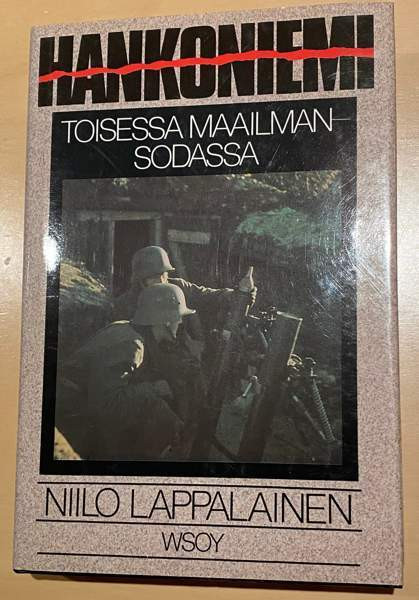 HANKONIEMI
TOISESSA MAAILMAN-
SODASSA
NIILO LAPPALAINEN
WSOY